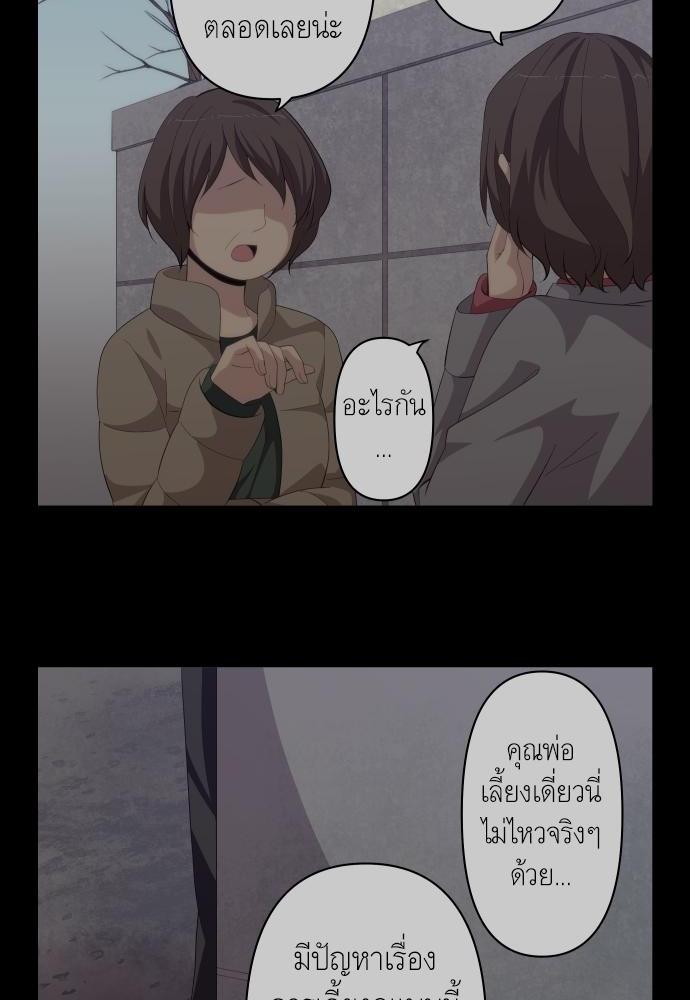 ตลอดเลยน่ะ
อะไรกัน
...
คุณพ่อ
เลี้ยงเดี่ยวนี่
ไม่ไหวจริงๆ
ด้วย...
มีปัญหาเรื่อง